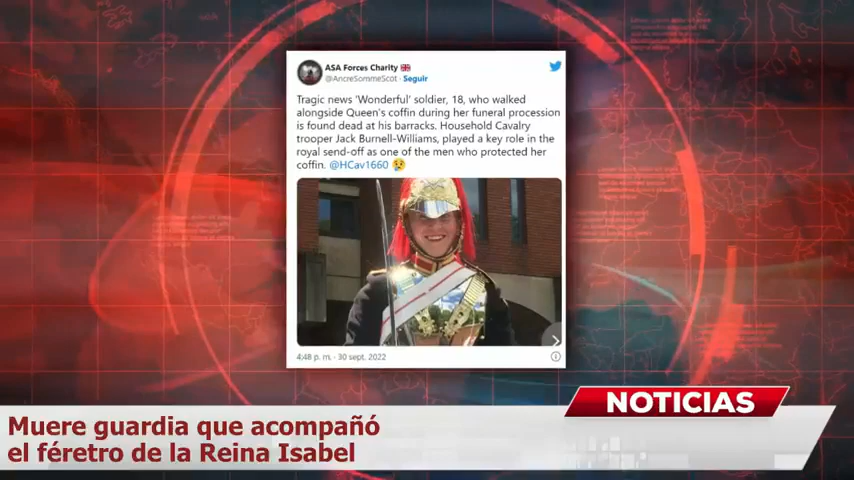 ASA Forces Charity 🇬🇧
@AncreSommeScot · Seguir
Tragic news 'Wonderful' soldier, 18, who walked
alongside Queen's coffin during her funeral procession
is found dead at his barracks. Household Cavalry
trooper Jack Burnell-Williams, played a key role in the
royal send-off as one of the men who protected her
coffin. @HCav1660 😢
4:48 p. m. · 30 sept. 2022
NOTICIAS
Muere guardia que acompañó
el féretro de la Reina Isabel